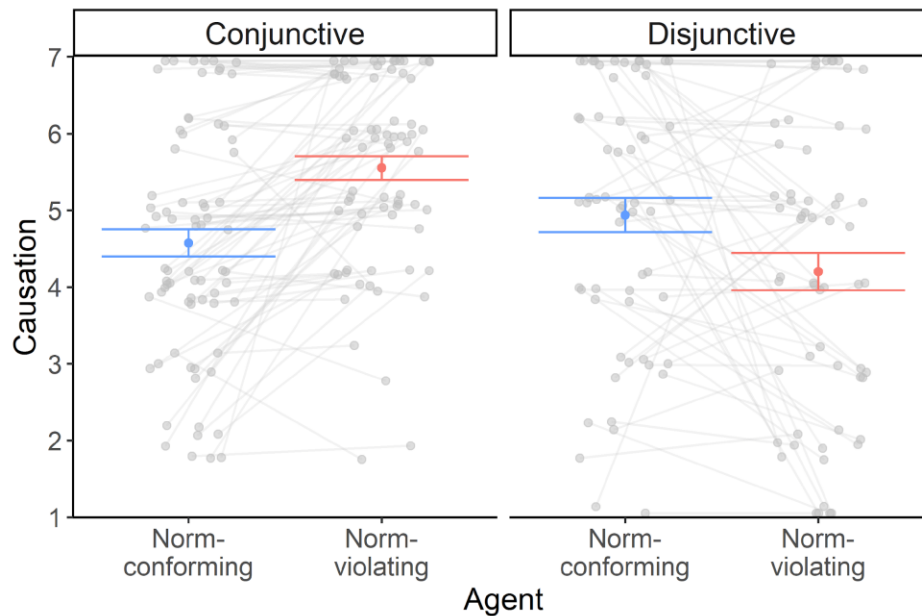 Conjunctive
Disjunctive
Causation
7
6
5
4
3
2
1
Norm-
conforming
Norm-
violating
Norm-
conforming
Norm-
violating
Agent